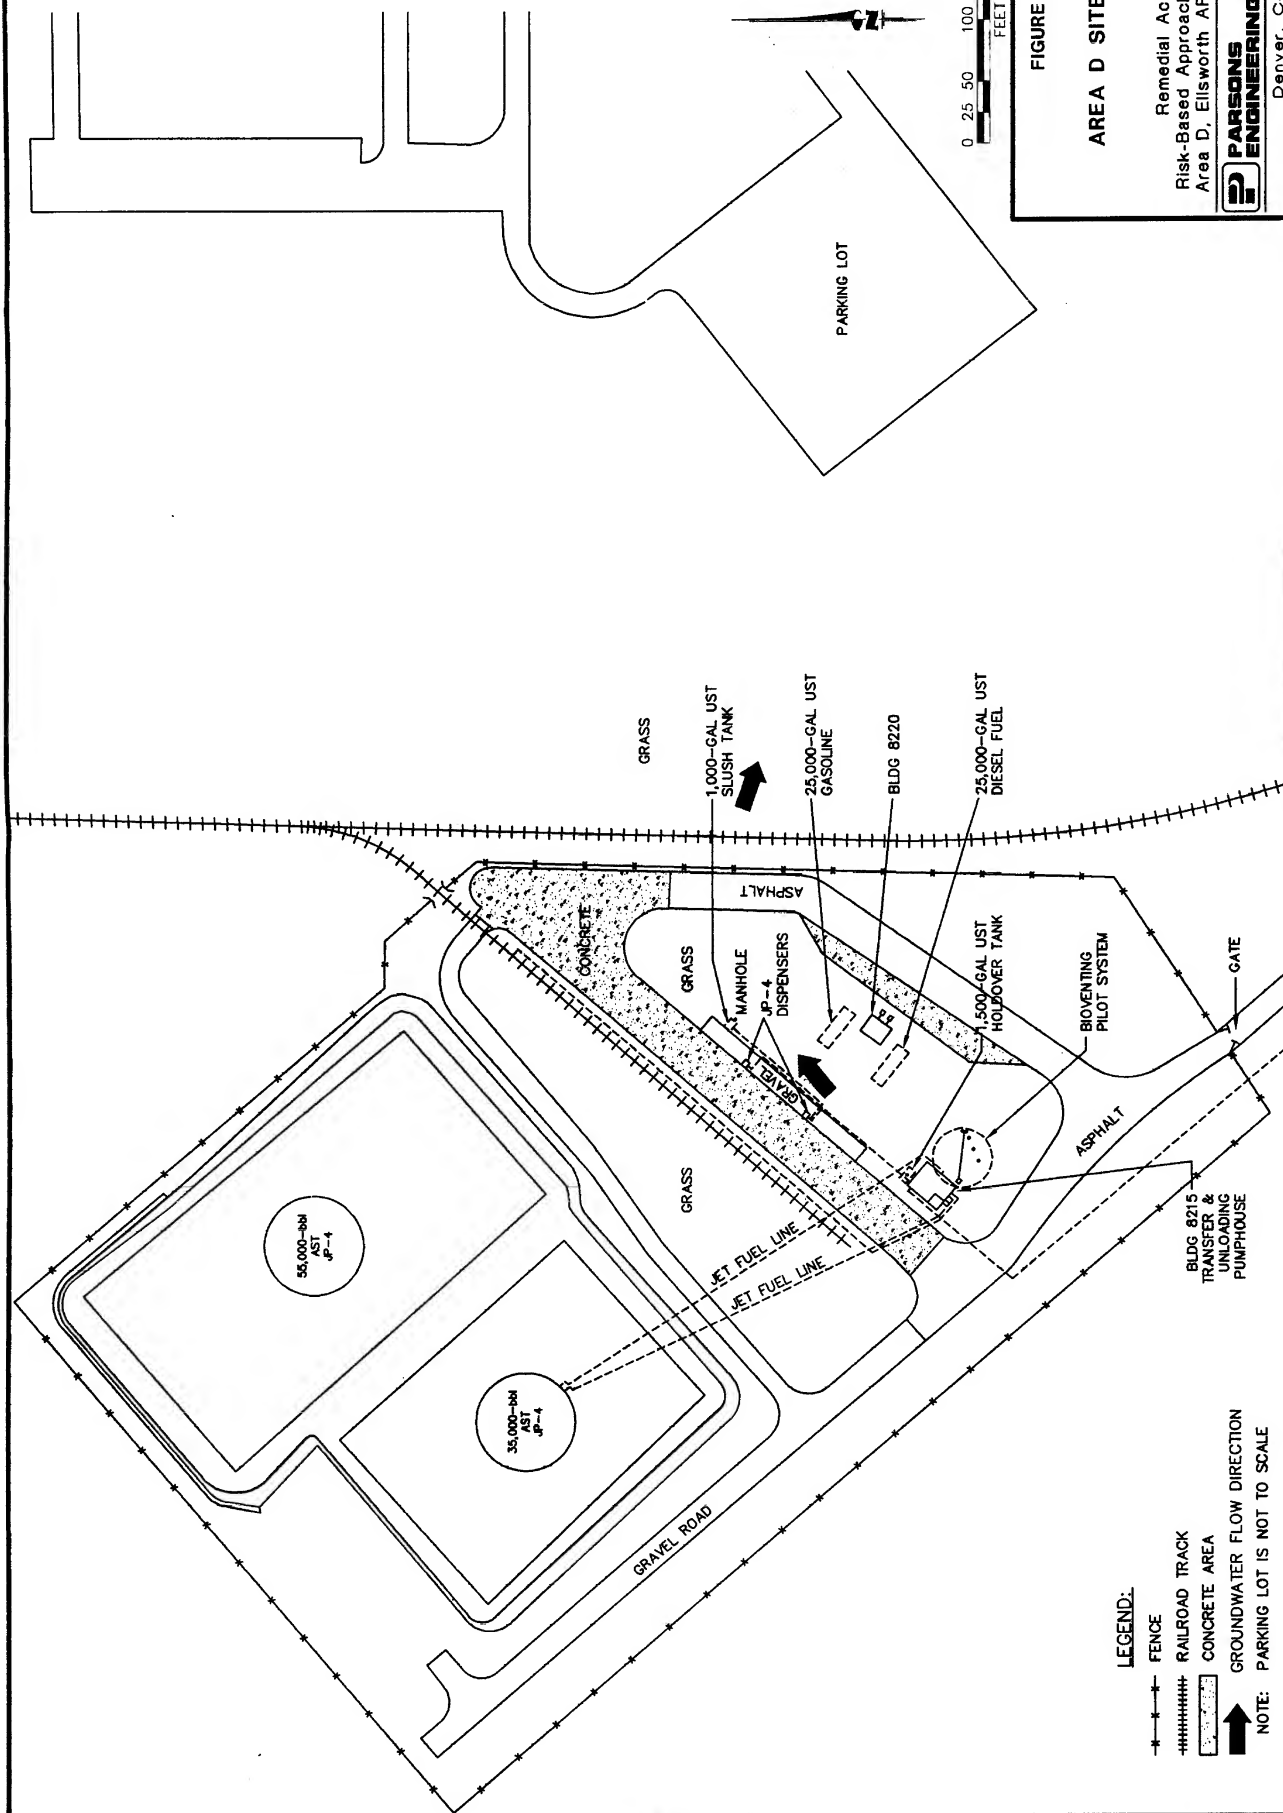 55,000-bbl
AST
JP-4
35,000-bbl
AST
JP-4
GRAVEL ROAD
GRASS
JET FUEL LINE
JET FUEL LINE
CONCRETE
GRASS
MANHOLE
JP-4
DISPENSERS
GRAVEL
ASPHALT
1,000-GAL UST
SLUSH TANK
GRASS
25,000-GAL UST
GASOLINE
BLDG 8220
25,000-GAL UST
DIESEL FUEL
1,500-GAL UST
HOLDOVER TANK
BIOVENTING
PILOT SYSTEM
GATE
ASPHALT
BLDG 8215
TRANSFER &
UNLOADING
PUMPHOUSE
PARKING LOT
LEGEND:
FENCE
RAILROAD TRACK
CONCRETE AREA
GROUNDWATER FLOW DIRECTION
NOTE: PARKING LOT IS NOT TO SCALE
N
0 25 50 100
FEET
FIGURE
AREA D SITE
Remedial Ac
Risk-Based Approach
Area D, Ellsworth AF
PARSONS
ENGINEERING
Denver, C